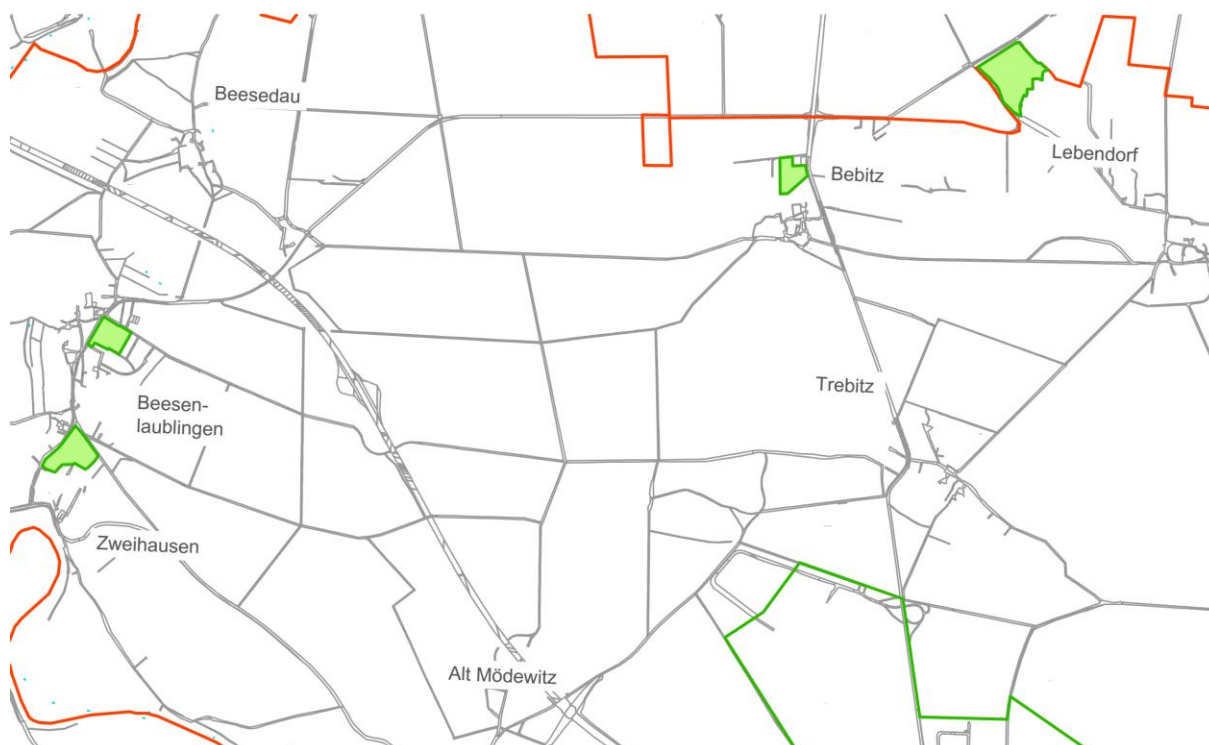 Beesedau
Lebendorf
Bebitz
Trebitz
Beesen-
laublingen
Zweihausen
Alt Mödewitz